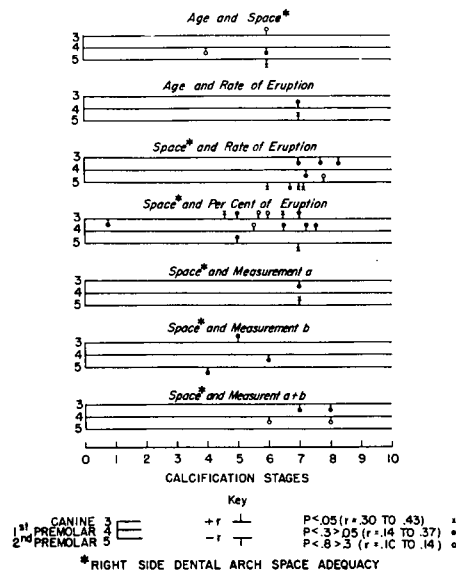 Age and Space*
3
4
5
Age and Rate of Eruption
3
4
5
Space* and Rate of Eruption
3
4
5
Space* and Per Cent of Eruption
3
4
5
Space* and Measurement a
3
4
5
Space* and Measurement b
3
4
5
Space* and Measurent a+b
3
4
5
0 1 2 3 4 5 6 7 8 9 10
CALCIFICATION STAGES
Key
CANINE 3
1st PREMOLAR 4
2nd PREMOLAR 5
+ r
- r
P<.05 (r=.30 TO .43) x
P<.3>.05 (r=.14 TO .37) •
P<.8>.3 (r=.10 TO .14) o
*RIGHT SIDE DENTAL ARCH SPACE ADEQUACY